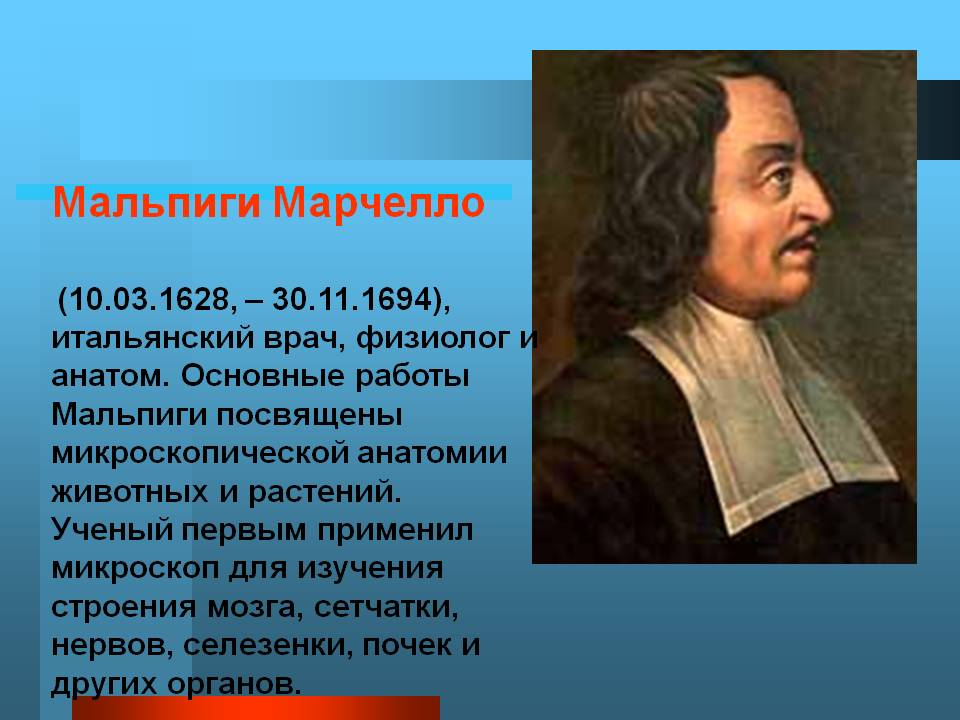 Мальпиги Марчелло
(10.03.1628, – 30.11.1694),
итальянский врач, физиолог и
анатом. Основные работы
Мальпиги посвящены
микроскопической анатомии
животных и растений.
Ученый первым применил
микроскоп для изучения
строения мозга, сетчатки,
нервов, селезенки, почек и
других органов.